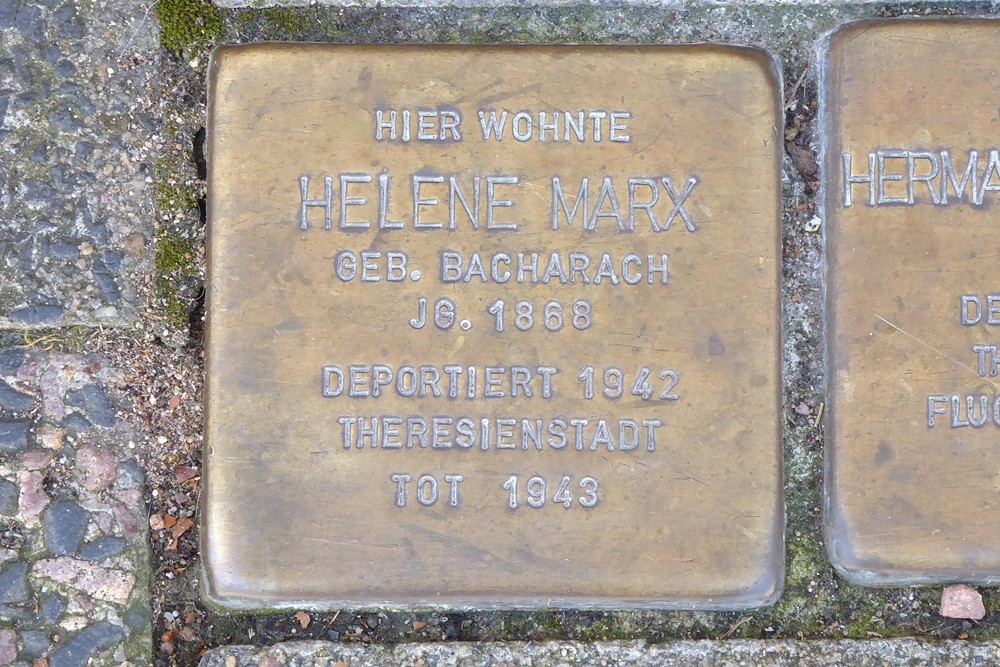 HIER WOHNTE
HELENE MARX
GEB. BACHARACH
JG. 1868
DEPORTIERT 1942
THERESIENSTADT
TOT 1943